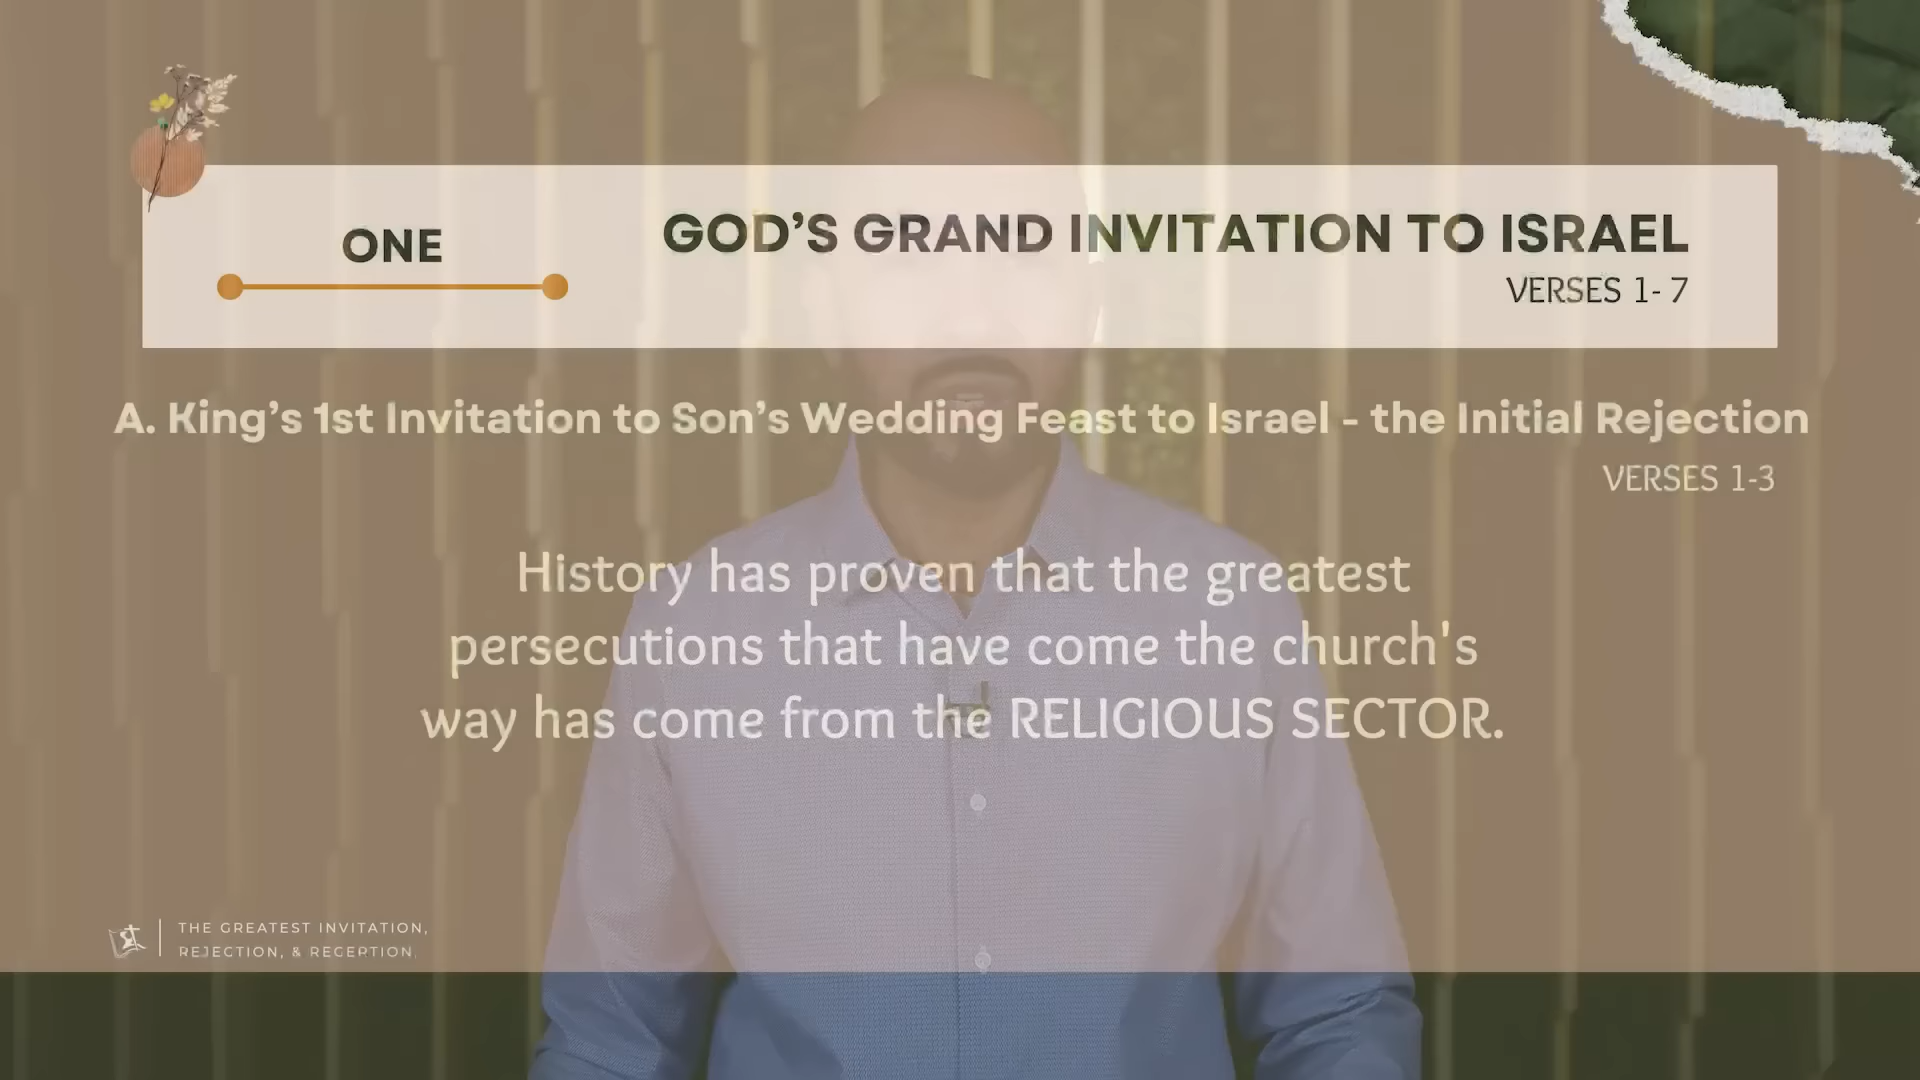 ONE
GOD’S GRAND INVITATION TO ISRAEL
VERSES 1- 7
A. King’s 1st Invitation to Son’s Wedding Feast to Israel - the Initial Rejection
VERSES 1-3
History has proven that the greatest
persecutions that have come the church's
way has come from the RELIGIOUS SECTOR.
THE GREATEST INVITATION,
REJECTION, & RECEPTION.